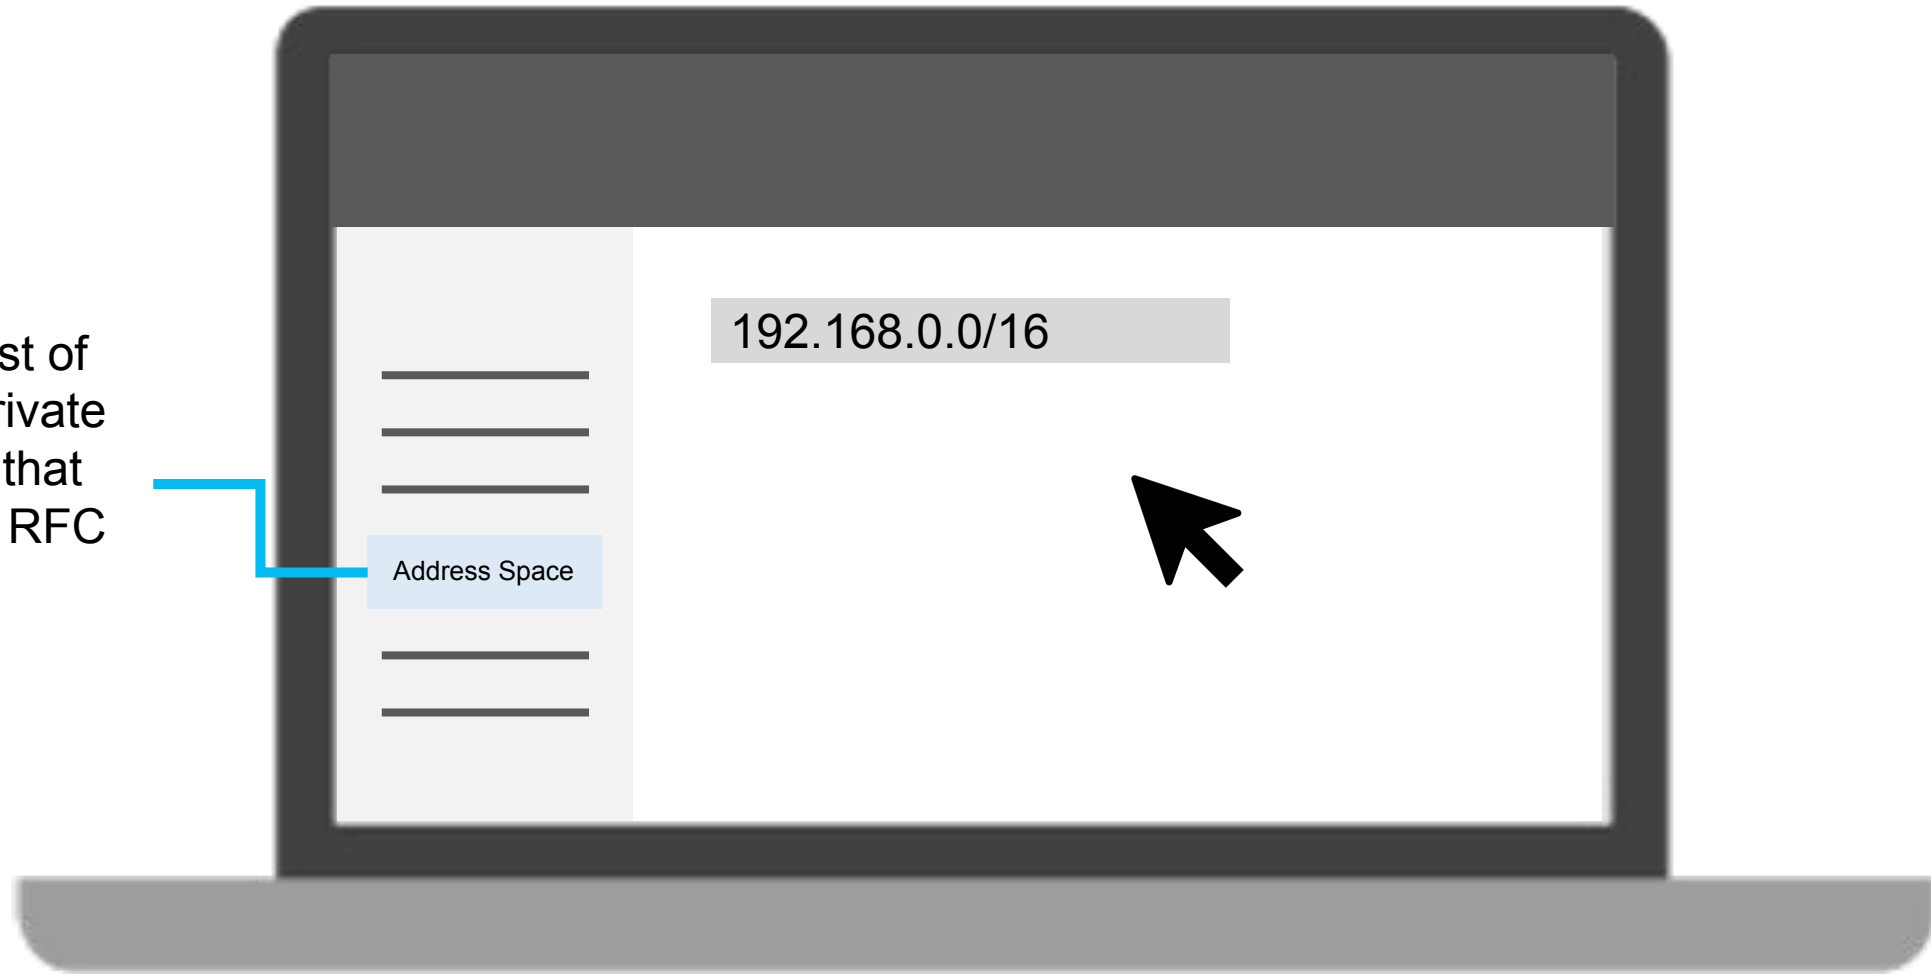 192.168.0.0/16
st of
rivate
that
RFC
Address Space